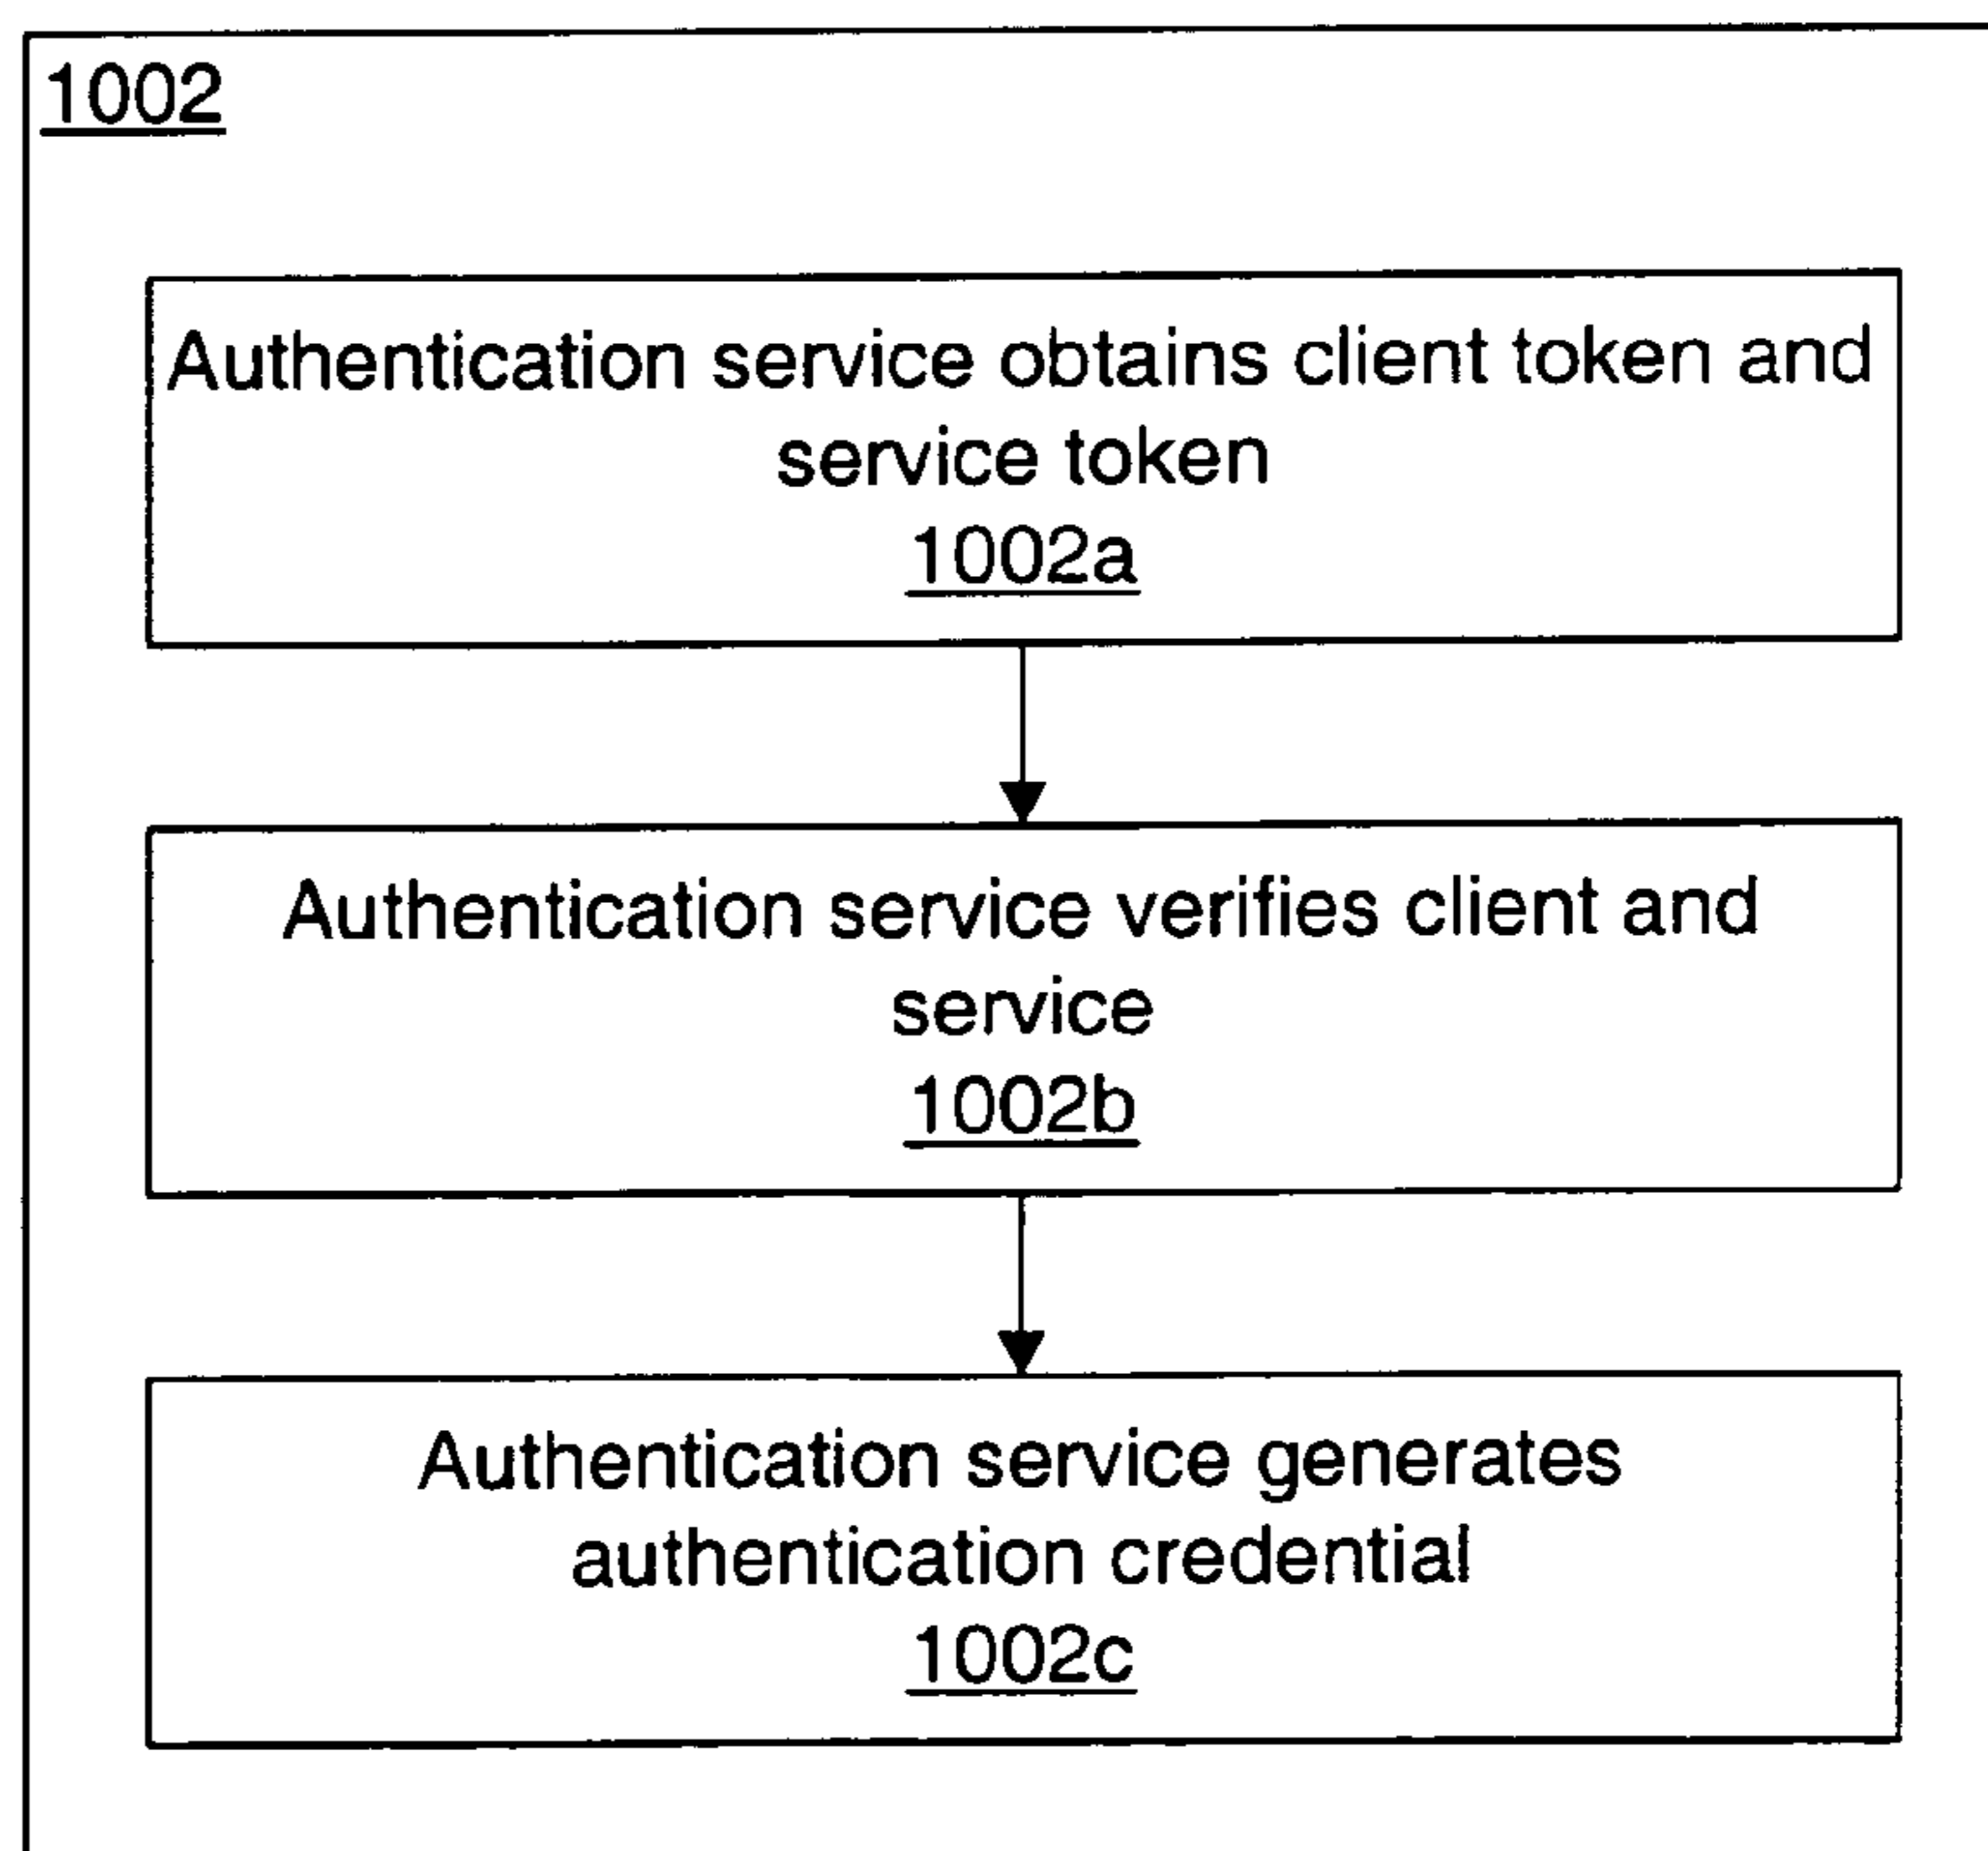 1002
Authentication service obtains client token and
service token
1002a
Authentication service verifies client and
service
1002b
Authentication service generates
authentication credential
1002c